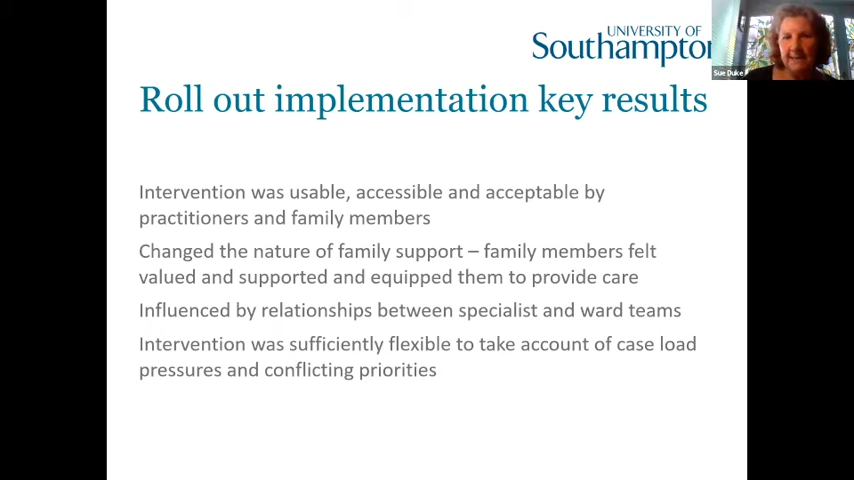 UNIVERSITY OF
Southampton
Sue Duke
Roll out implementation key results
Intervention was usable, accessible and acceptable by
practitioners and family members
Changed the nature of family support – family members felt
valued and supported and equipped them to provide care
Influenced by relationships between specialist and ward teams
Intervention was sufficiently flexible to take account of case load
pressures and conflicting priorities